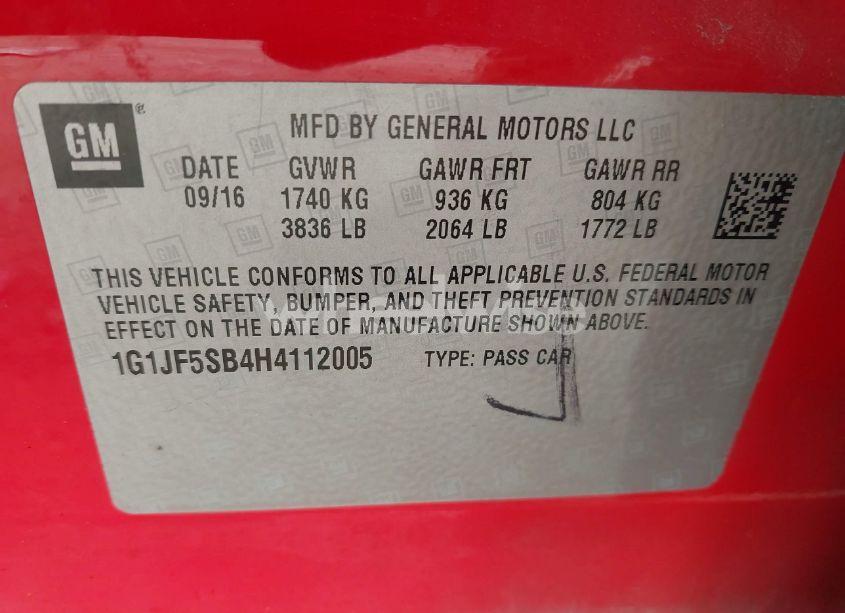 GM ®
MFD BY GENERAL MOTORS LLC
DATE GVWR GAWR FRT GAWR RR
09/16 1740 KG 936 KG 804 KG
3836 LB 2064 LB 1772 LB
THIS VEHICLE CONFORMS TO ALL APPLICABLE U.S. FEDERAL MOTOR
VEHICLE SAFETY, BUMPER, AND THEFT PREVENTION STANDARDS IN
EFFECT ON THE DATE OF MANUFACTURE SHOWN ABOVE.
1G1JF5SB4H4112005 TYPE: PASS CAR